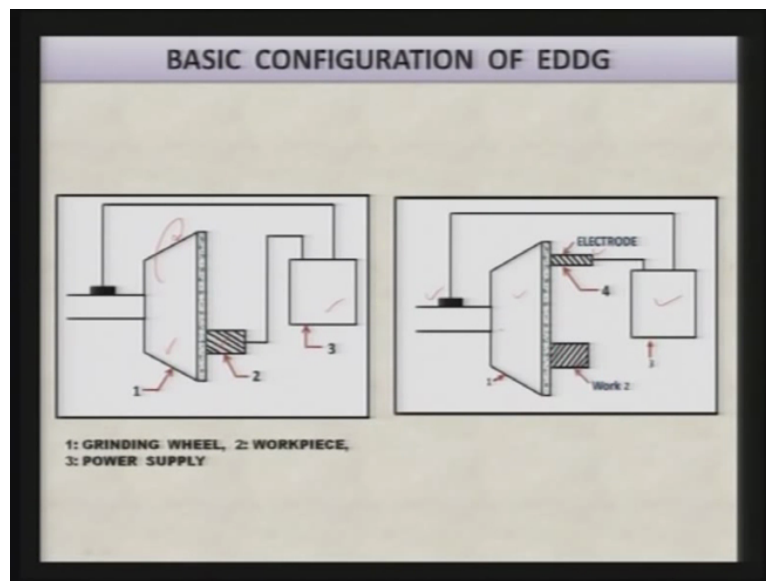 BASIC CONFIGURATION OF EDDG
1
2
3
ELECTRODE
4
1
Work 2
3
1: GRINDING WHEEL, 2: WORKPIECE,
3: POWER SUPPLY